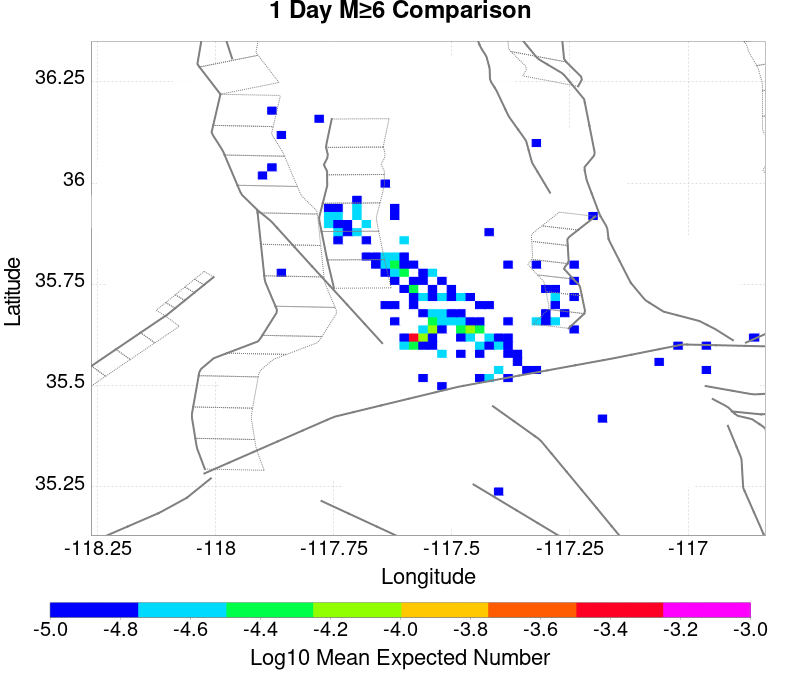 1 Day M≥6 Comparison
36.25
36
35.75
35.5
35.25
Latitude
-118.25 -118 -117.75 -117.5 -117.25 -117
Longitude
-5.0 -4.8 -4.6 -4.4 -4.2 -4.0 -3.8 -3.6 -3.4 -3.2 -3.0
Log10 Mean Expected Number